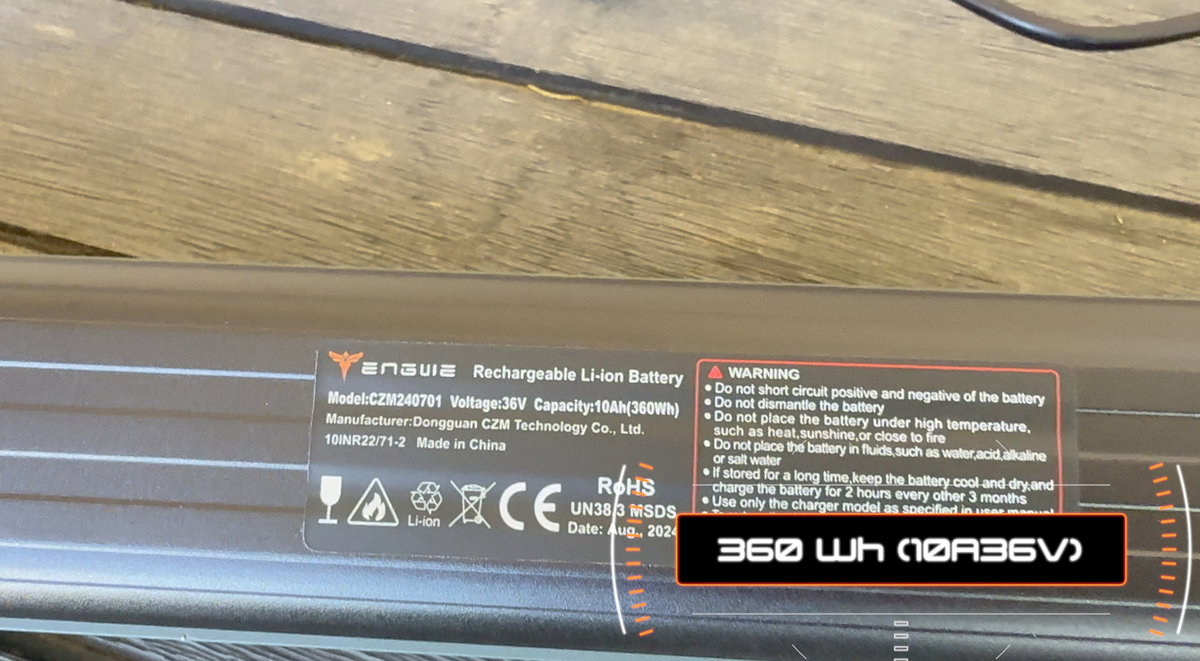 ENGWE Rechargeable Li-ion Battery
Model:CZM240701 Voltage:36V Capacity:10Ah(360Wh)
Manufacturer:Dongguan CZM Technology Co., Ltd.
10INR22/71-2 Made in China
Li-ion
CE
RoHS
UN38.3 MSDS
Date: Aug., 2024
WARNING
• Do not short circuit positive and negative of the battery
• Do not dismantle the battery
• Do not place the battery under high temperature,
such as heat,sunshine,or close to fire
• Do not place the battery in fluids,such as water,acid,alkaline
or salt water
• If stored for a long time,keep the battery cool and dry,and
charge the battery for 2 hours every other 3 months
• Use only the charger model as specified in user manual
360 Wh (10A36V)